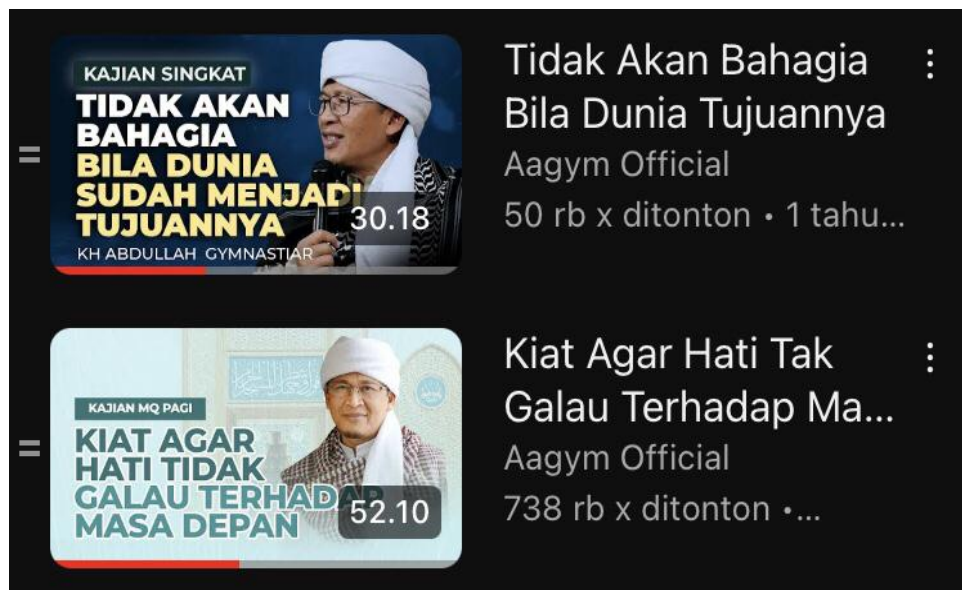 KAJIAN SINGKAT
TIDAK AKAN
BAHAGIA
BILA DUNIA
SUDAH MENJADI
TUJUANNYA
KH ABDULLAH GYMNASTIAR
30.18
Tidak Akan Bahagia
Bila Dunia Tujuannya
Aagym Official
50 rb x ditonton • 1 tahu...
KAJIAN MQ PAGI
KIAT AGAR
HATI TIDAK
GALAU TERHADAP
MASA DEPAN
52.10
Kiat Agar Hati Tak
Galau Terhadap Ma...
Aagym Official
738 rb x ditonton •...